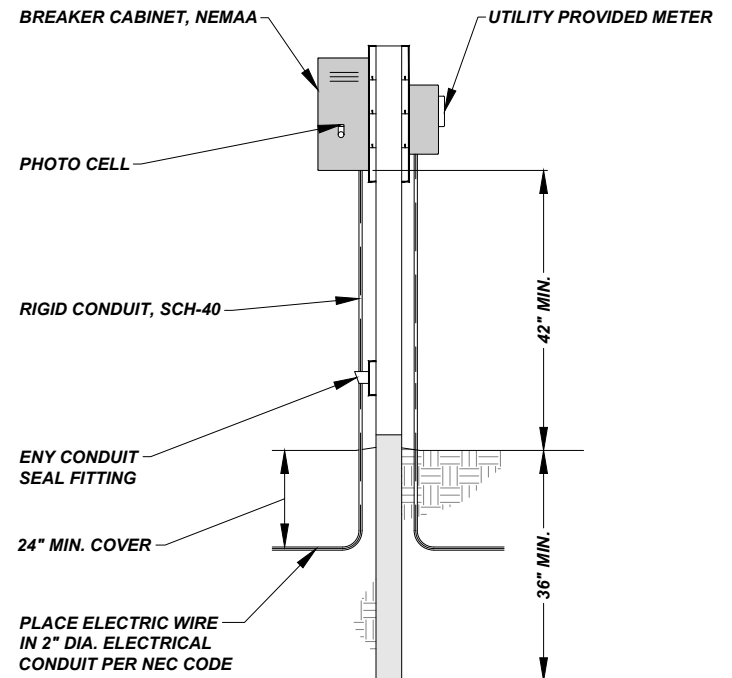 BREAKER CABINET, NEMAA
UTILITY PROVIDED METER
PHOTO CELL
42" MIN.
RIGID CONDUIT, SCH-40
ENY CONDUIT
SEAL FITTING
24" MIN. COVER
36" MIN.
PLACE ELECTRIC WIRE
IN 2" DIA. ELECTRICAL
CONDUIT PER NEC CODE